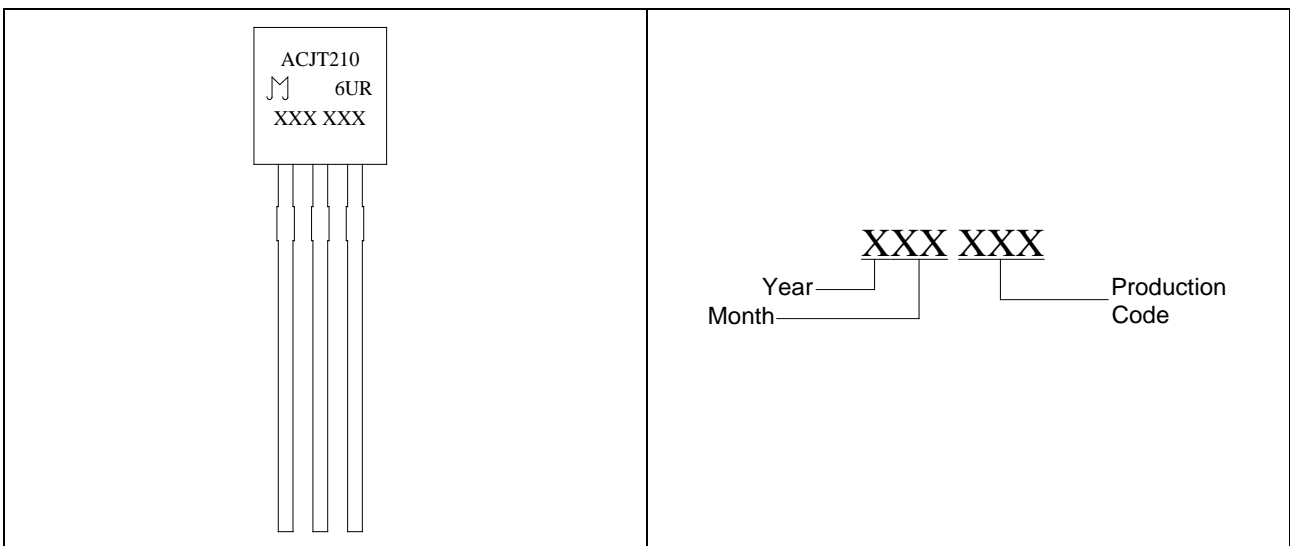 ACJT210
6UR
XXX XXX
XXX XXX
Year
Month
Production
Code